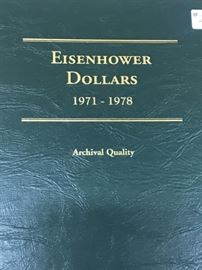 EISENHOWER
DOLLARS
1971 - 1978
Archival Quality